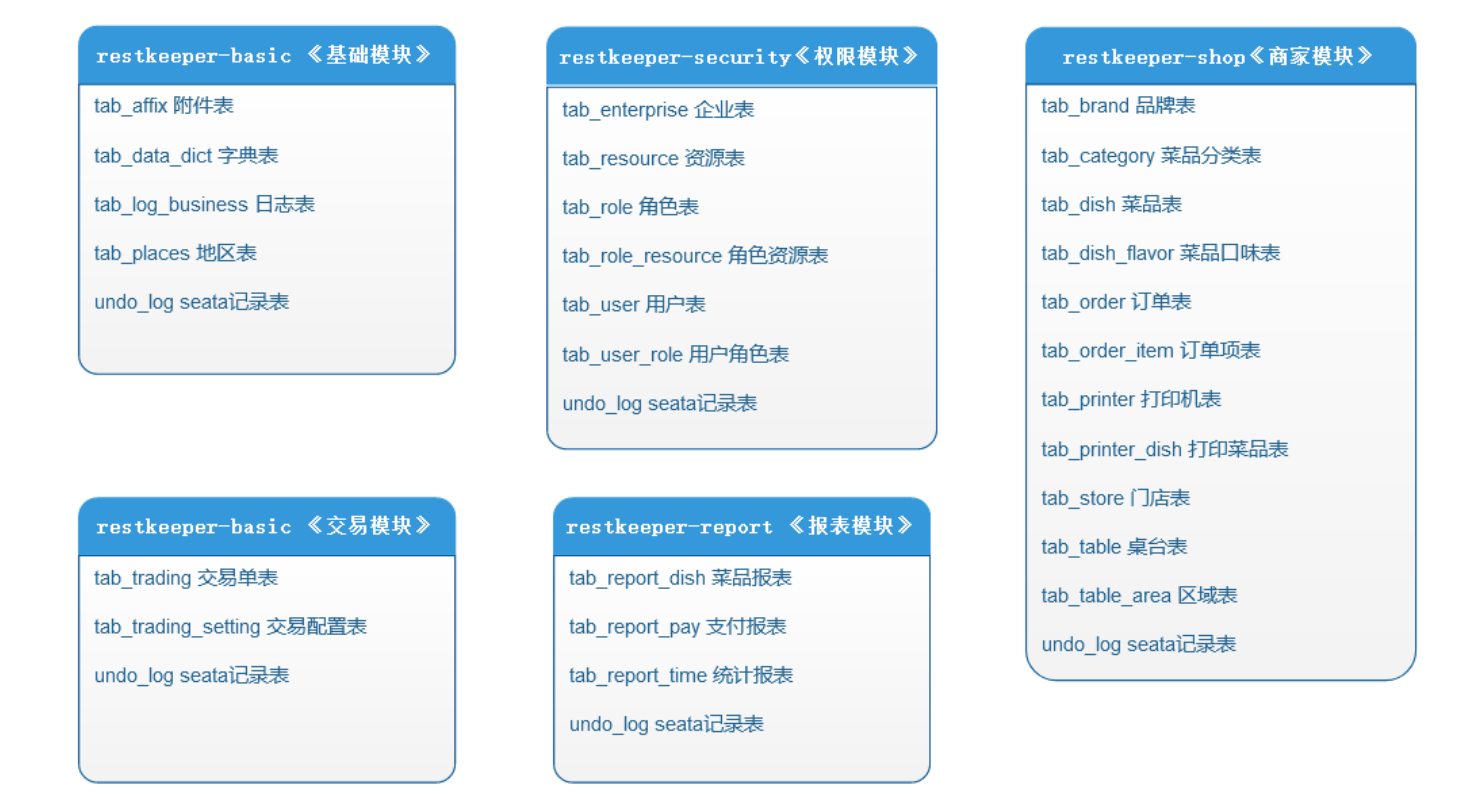 restkeeper-basic 《基础模块》
tab_affix 附件表
tab_data_dict 字典表
tab_log_business 日志表
tab_places 地区表
undo_log seata记录表
restkeeper-security《权限模块》
tab_enterprise 企业表
tab_resource 资源表
tab_role 角色表
tab_role_resource 角色资源表
tab_user 用户表
tab_user_role 用户角色表
undo_log seata记录表
restkeeper-shop《商家模块》
tab_brand 品牌表
tab_category 菜品分类表
tab_dish 菜品表
tab_dish_flavor 菜品口味表
tab_order 订单表
tab_order_item 订单项表
tab_printer 打印机表
tab_printer_dish 打印菜品表
tab_store 门店表
tab_table 桌台表
tab_table_area 区域表
undo_log seata记录表
restkeeper-basic 《交易模块》
tab_trading 交易单表
tab_trading_setting 交易配置表
undo_log seata记录表
restkeeper-report 《报表模块》
tab_report_dish 菜品报表
tab_report_pay 支付报表
tab_report_time 统计报表
undo_log seata记录表